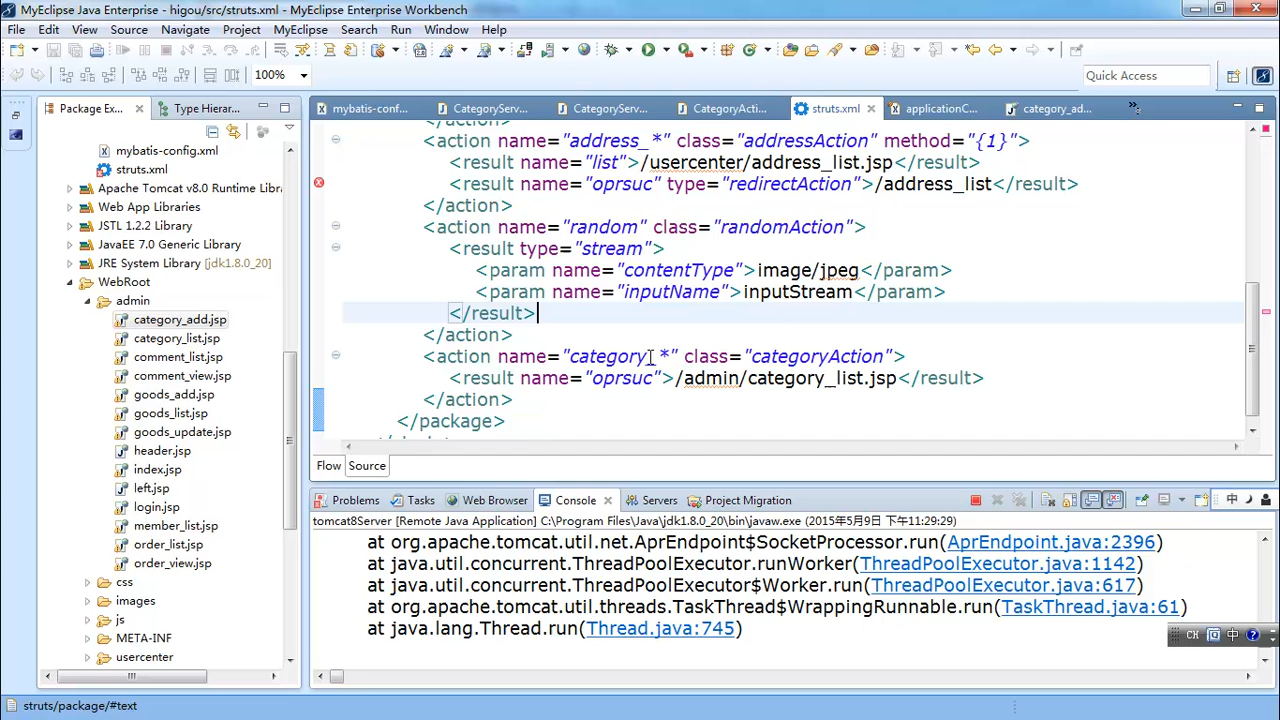 MyEclipse Java Enterprise - higou/src/struts.xml - MyEclipse Enterprise Workbench
File Edit View Source Navigate Project MyEclipse Search Run Window Help
100%
Quick Access
Package Ex...
Type Hierar...
mybatis-conf...
CategoryServ...
CategoryServ...
CategoryActi...
struts.xml
applicationC...
category_ad...
mybatis-config.xml
struts.xml
Apache Tomcat v8.0 Runtime Libra
Web App Libraries
JSTL 1.2.2 Library
JavaEE 7.0 Generic Library
JRE System Library [jdk1.8.0_20]
WebRoot
admin
category_add.jsp
category_list.jsp
comment_list.jsp
comment_view.jsp
goods_add.jsp
goods_list.jsp
goods_update.jsp
header.jsp
index.jsp
left.jsp
login.jsp
member_list.jsp
order_list.jsp
order_view.jsp
css
images
js
META-INF
usercenter
<action name="address_*" class="addressAction" method="{1}">
<result name="list">/usercenter/address_list.jsp</result>
<result name="oprsuc" type="redirectAction">/address_list</result>
</action>
<action name="random" class="randomAction">
<result type="stream">
<param name="contentType">image/jpeg</param>
<param name="inputName">inputStream</param>
</result>
</action>
<action name="category_*" class="categoryAction">
<result name="oprsuc">/admin/category_list.jsp</result>
</action>
</package>
Flow Source
Problems Tasks Web Browser Console Servers Project Migration
中
tomcat8Server [Remote Java Application] C:\Program Files\Java\jdk1.8.0_20\bin\javaw.exe (2015年5月9日 下午11:29:29)
at org.apache.tomcat.util.net.AprEndpoint$SocketProcessor.run(AprEndpoint.java:2396)
at java.util.concurrent.ThreadPoolExecutor.runWorker(ThreadPoolExecutor.java:1142)
at java.util.concurrent.ThreadPoolExecutor$Worker.run(ThreadPoolExecutor.java:617)
at org.apache.tomcat.util.threads.TaskThread$WrappingRunnable.run(TaskThread.java:61)
at java.lang.Thread.run(Thread.java:745)
CH 中
struts/package/#text